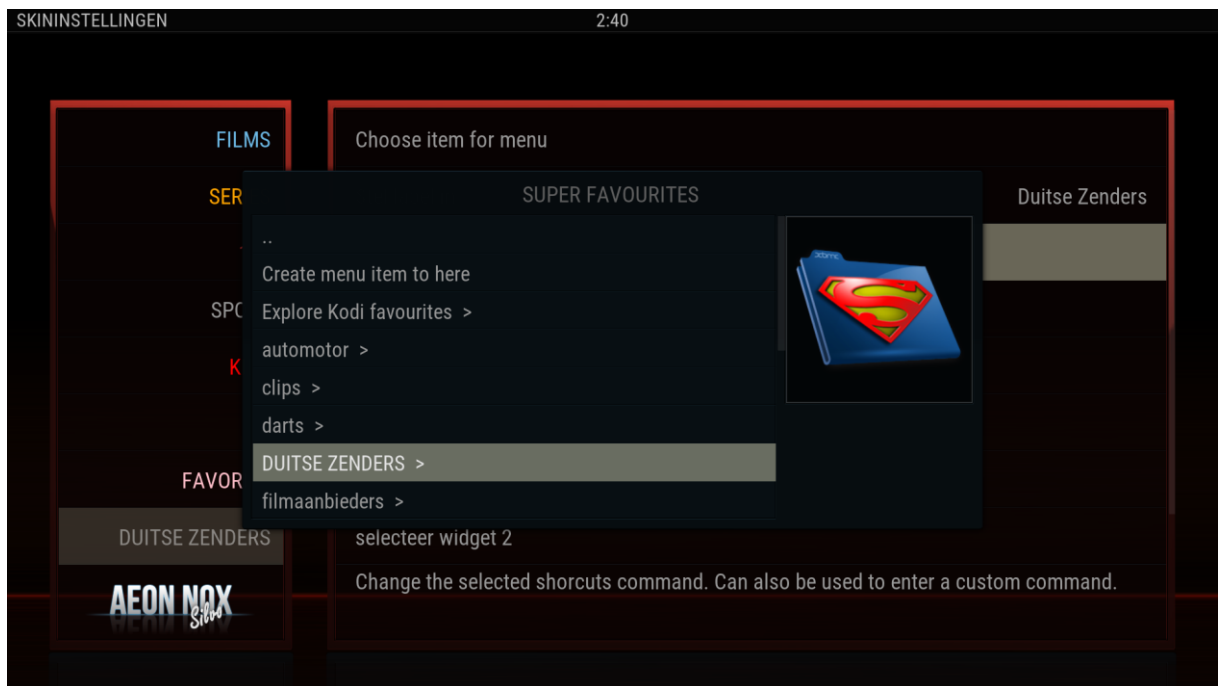 SKININSTELLINGEN
2:40
FILMS
Choose item for menu
SER
SUPER FAVOURITES
Duitse Zenders
..
Create menu item to here
SPO
Explore Kodi favourites >
automotor >
K
clips >
darts >
DUITSE ZENDERS >
FAVOR
filmaanbieders >
DUITSE ZENDERS
selecteer widget 2
Change the selected shorcuts command. Can also be used to enter a custom command.
AEON NOX
Silvo